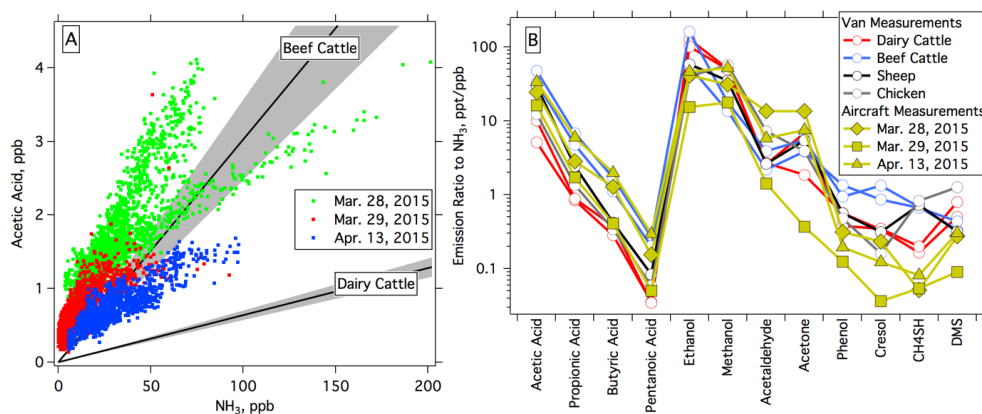 A
Acetic Acid, ppb
4
3
2
1
0
Beef Cattle
Mar. 28, 2015
Mar. 29, 2015
Apr. 13, 2015
Dairy Cattle
0
50
100
150
200
NH₃, ppb
B
Emission Ratio to NH₃, ppt/ppb
100
10
1
0.1
Van Measurements
Dairy Cattle
Beef Cattle
Sheep
Chicken
Aircraft Measurements
Mar. 28, 2015
Mar. 29, 2015
Apr. 13, 2015
Acetic Acid
Propionic Acid
Butyric Acid
Pentanoic Acid
Ethanol
Methanol
Acetaldehyde
Acetone
Phenol
Cresol
CH4SH
DMS